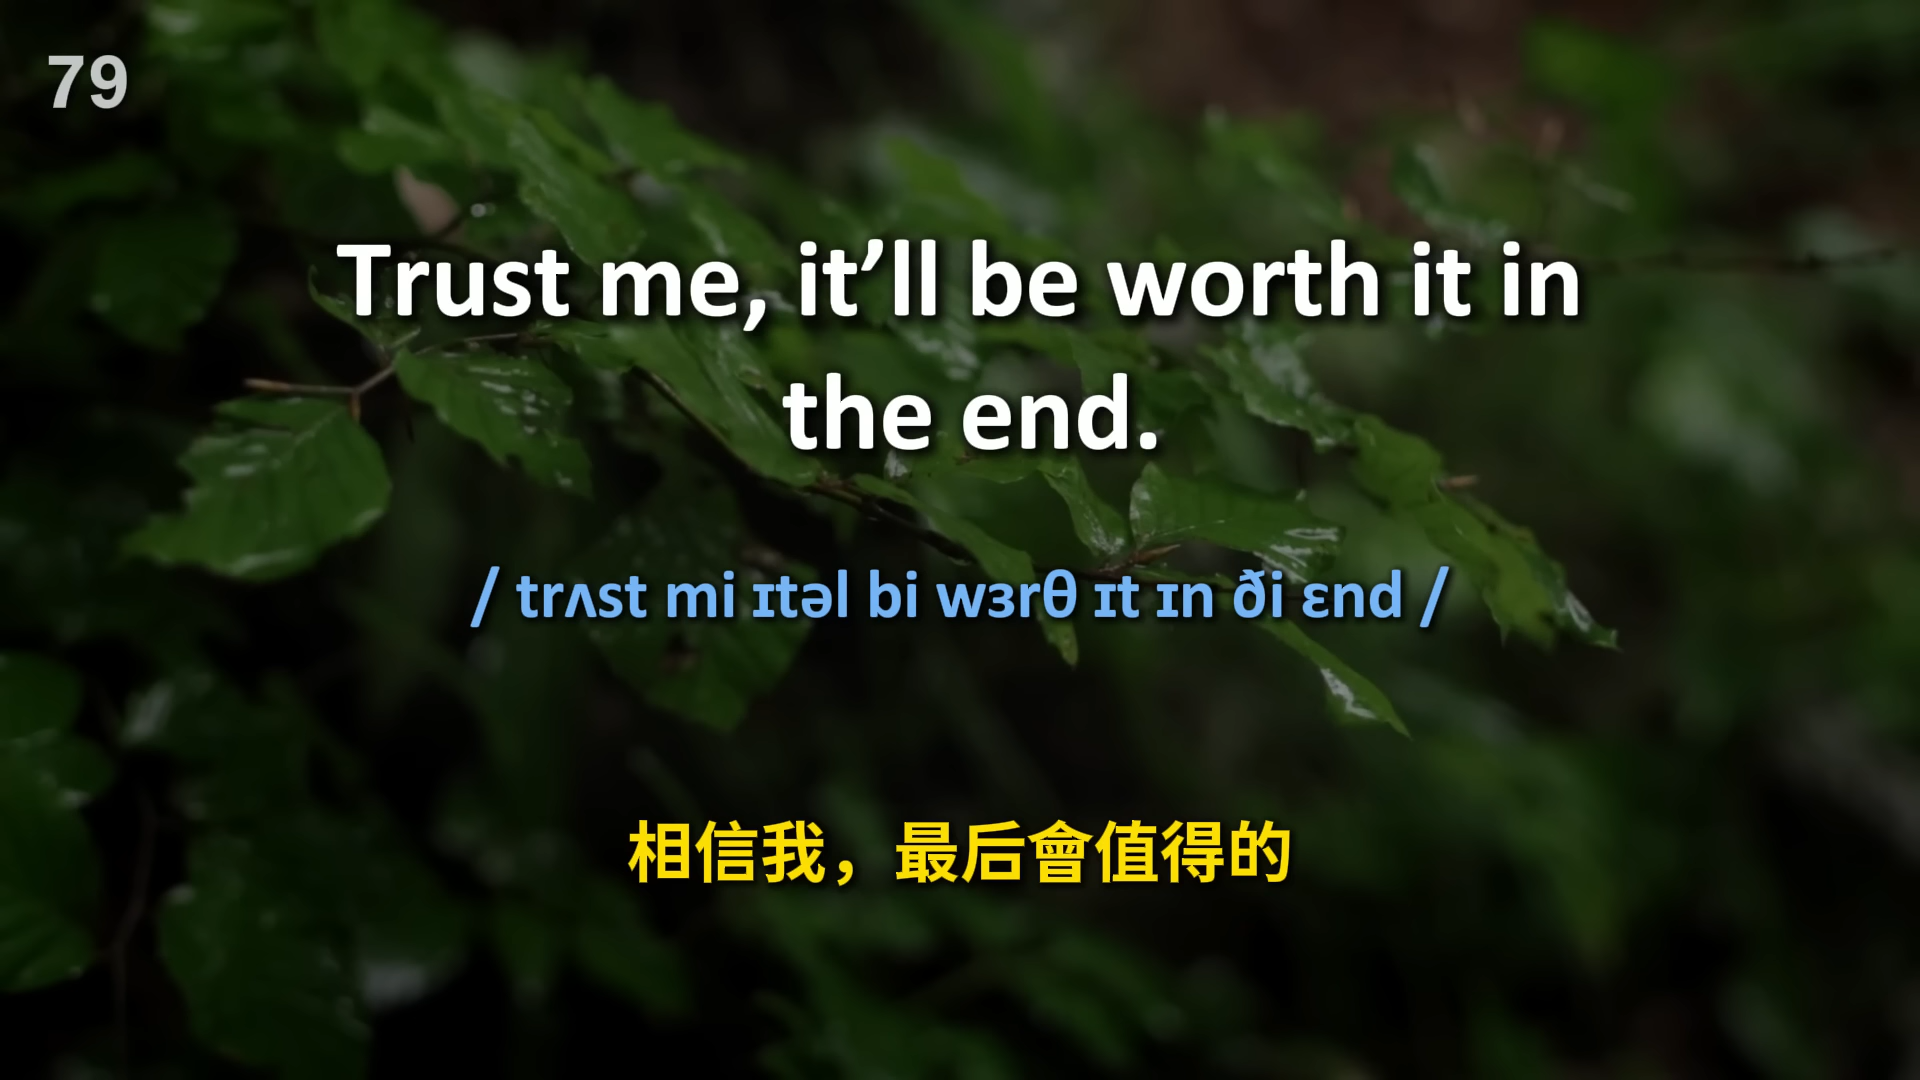 79
Trust me, it’ll be worth it in
the end.
/ trʌst mi ɪtəl bi wɜrθ ɪt ɪn ði ɛnd /
相信我，最后會值得的